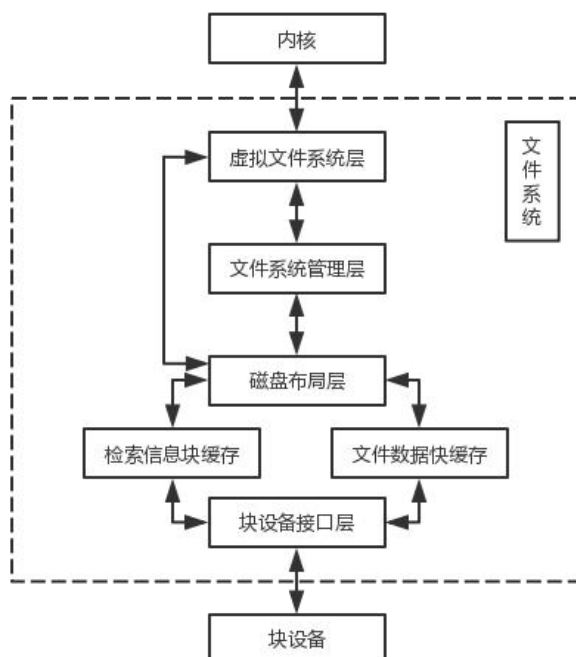 内核
虚拟文件系统层
文件系统
文件系统管理层
磁盘布局层
检索信息块缓存
文件数据快缓存
块设备接口层
块设备